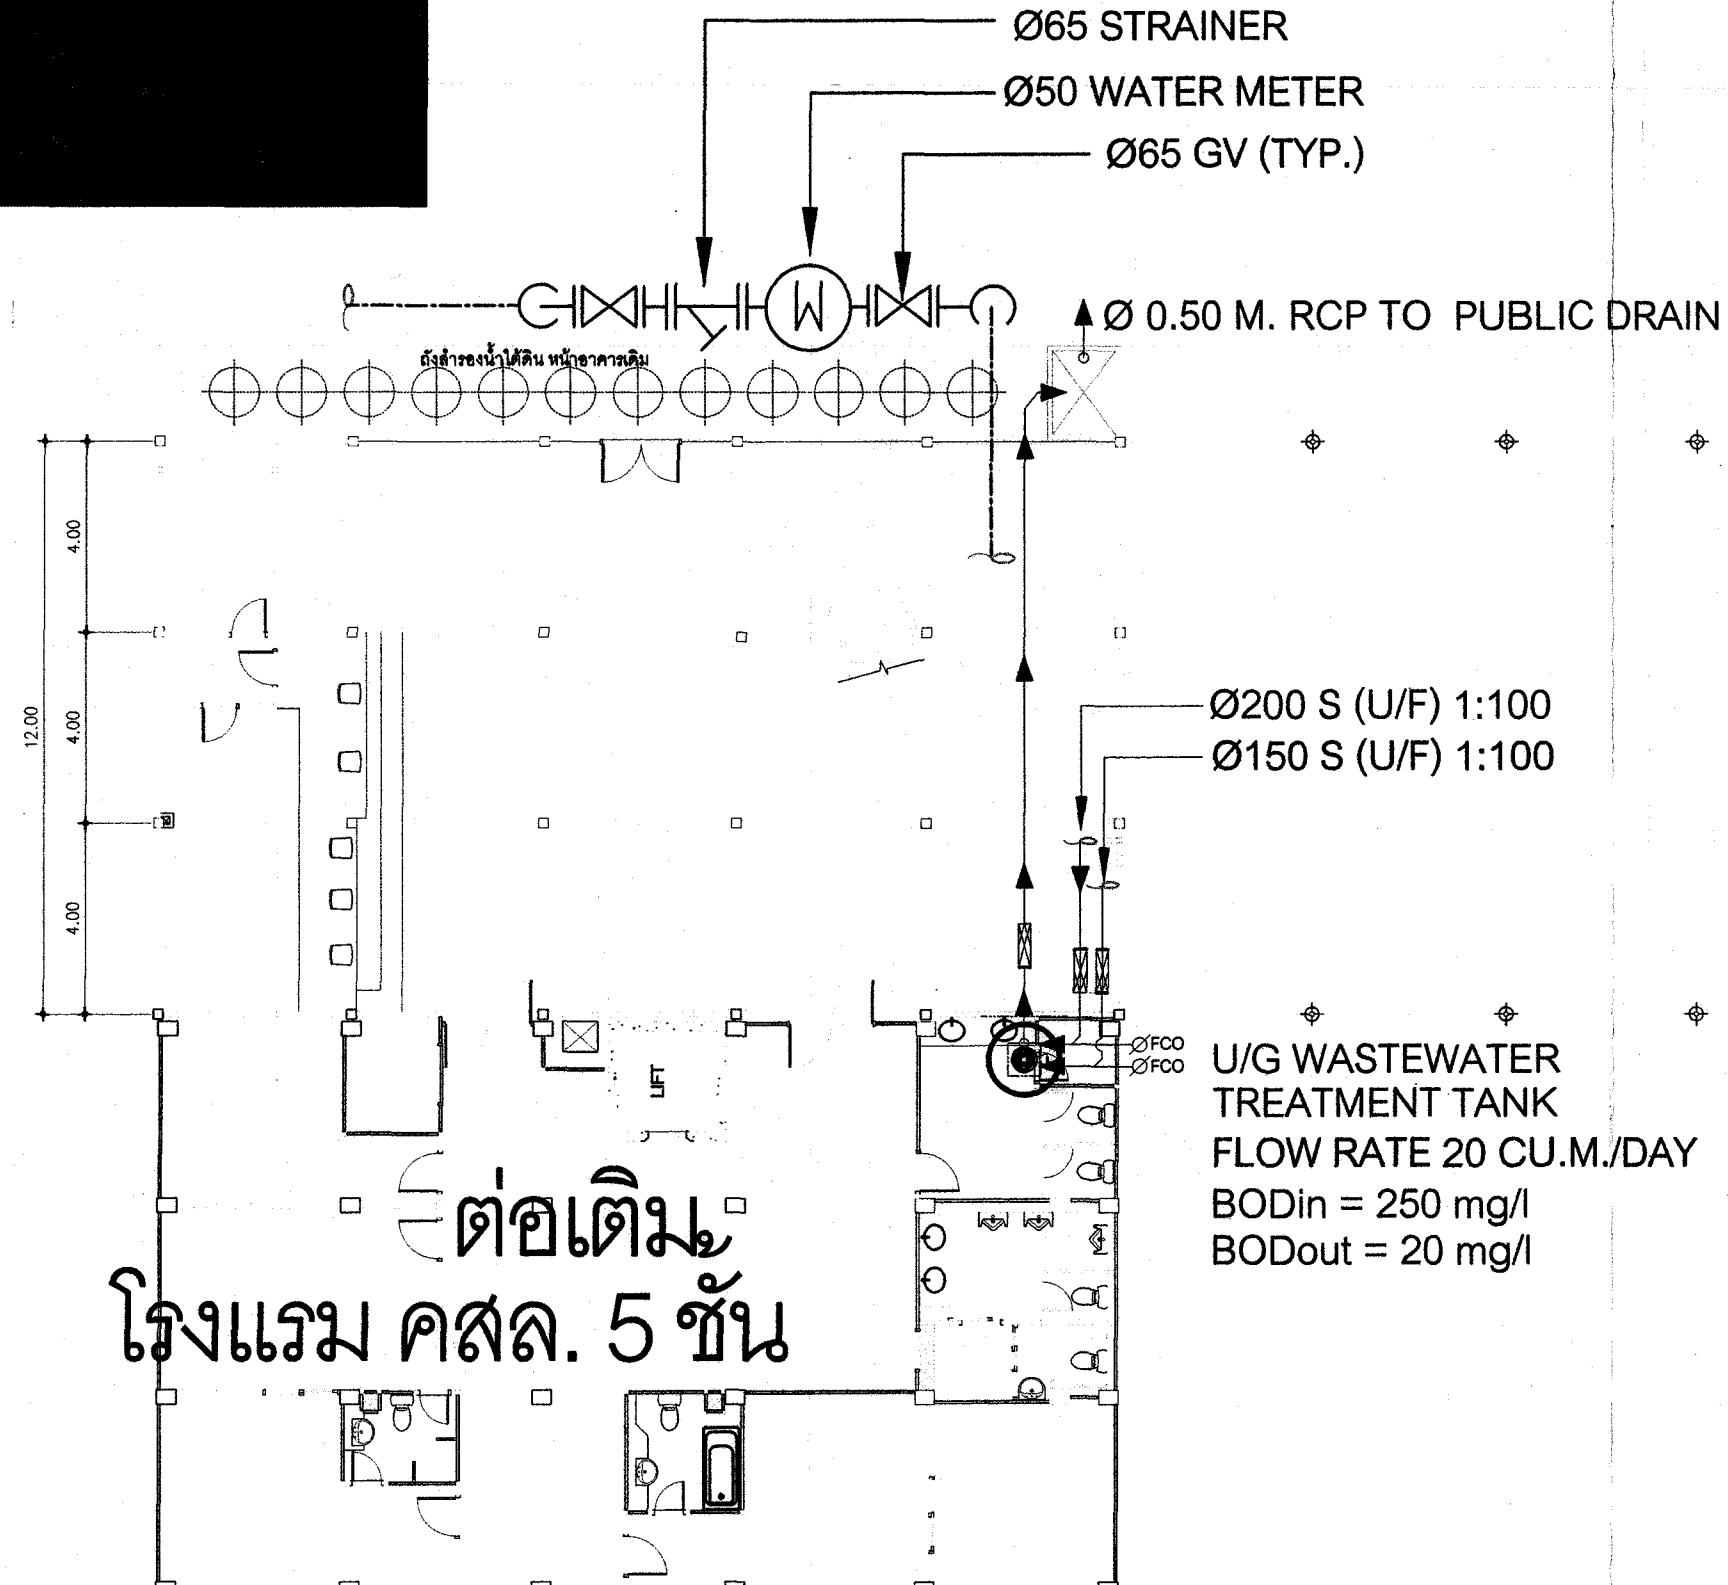 Ø65 STRAINER
Ø50 WATER METER
Ø65 GV (TYP.)
W
Ø 0.50 M. RCP TO PUBLIC DRAIN
ถังสำรองน้ำใต้ดิน หน้าอาคารเดิม
4.00
12.00
4.00
4.00
Ø200 S (U/F) 1:100
Ø150 S (U/F) 1:100
ØFCO
ØFCO
LIFT
U/G WASTEWATER
TREATMENT TANK
FLOW RATE 20 CU.M./DAY
BODin = 250 mg/l
BODout = 20 mg/l
ต่อเติม
โรงแรม คสล. 5 ชั้น